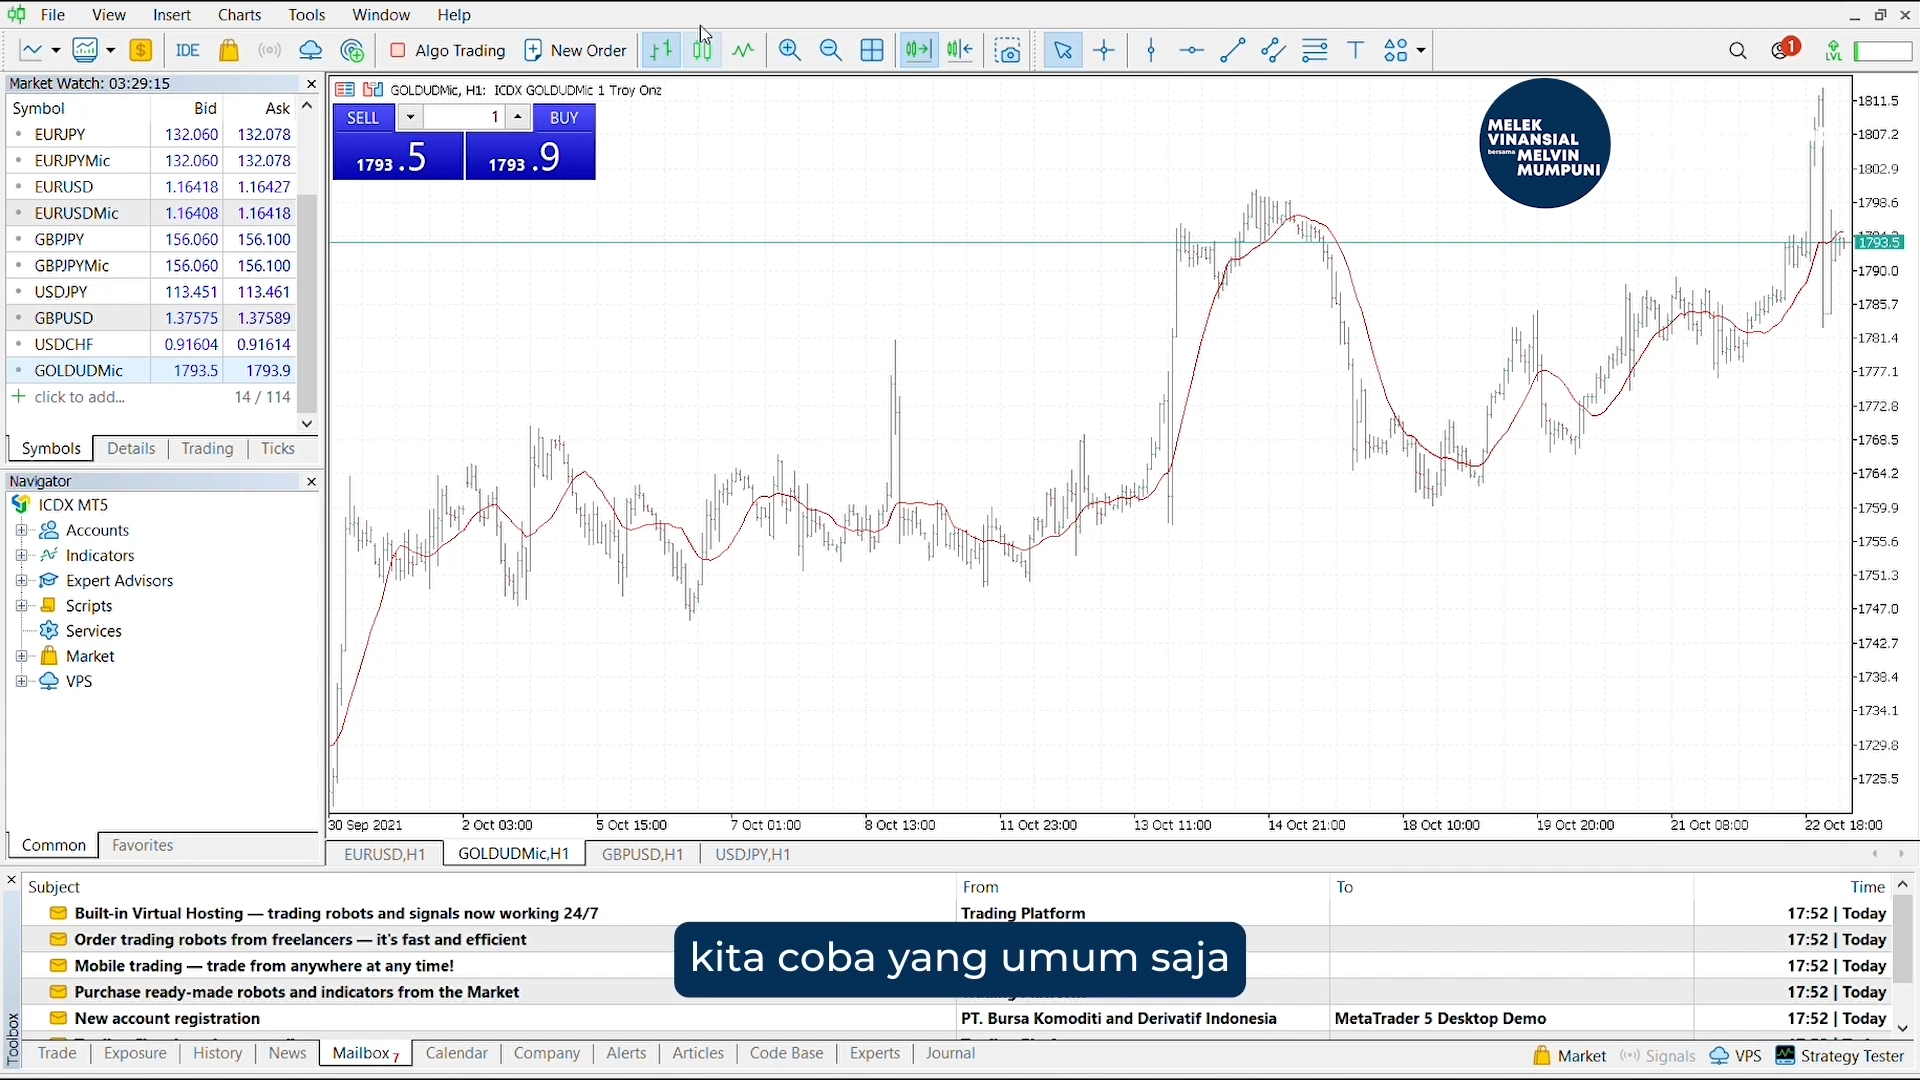 File View Insert Charts Tools Window Help
IDE Algo Trading New Order 1 LVL
Market Watch: 03:29:15
Symbol Bid Ask
EURJPY 132.060 132.078
EURJPYMic 132.060 132.078
EURUSD 1.16418 1.16427
EURUSDMic 1.16408 1.16418
GBPJPY 156.060 156.100
GBPJPYMic 156.060 156.100
USDJPY 113.451 113.461
GBPUSD 1.37575 1.37589
USDCHF 0.91604 0.91614
GOLDUDMic 1793.5 1793.9
click to add... 14 / 114
Symbols Details Trading Ticks
Navigator
ICDX MT5
Accounts
Indicators
Expert Advisors
Scripts
Services
Market
VPS
Common Favorites
GOLDUDMic, H1: ICDX GOLDUDMic 1 Troy Onz
SELL 1 BUY
1793.5 1793.9
MELEK
VINANSIAL
bersama MELVIN
MUMPUNI
1811.5
1807.2
1802.9
1798.6
1793.5
1790.0
1785.7
1781.4
1777.1
1772.8
1768.5
1764.2
1759.9
1755.6
1751.3
1747.0
1742.7
1738.4
1734.1
1729.8
1725.5
30 Sep 2021 2 Oct 03:00 5 Oct 15:00 7 Oct 01:00 8 Oct 13:00 11 Oct 23:00 13 Oct 11:00 14 Oct 21:00 18 Oct 10:00 19 Oct 20:00 21 Oct 08:00 22 Oct 18:00
EURUSD,H1 GOLDUDMic,H1 GBPUSD,H1 USDJPY,H1
Subject From To Time
Built-in Virtual Hosting — trading robots and signals now working 24/7 Trading Platform 17:52 | Today
Order trading robots from freelancers — it's fast and efficient 17:52 | Today
Mobile trading — trade from anywhere at any time! 17:52 | Today
Purchase ready-made robots and indicators from the Market 17:52 | Today
New account registration PT. Bursa Komoditi and Derivatif Indonesia MetaTrader 5 Desktop Demo 17:52 | Today
kita coba yang umum saja
Toolbox
Trade Exposure History News Mailbox 7 Calendar Company Alerts Articles Code Base Experts Journal Market Signals VPS Strategy Tester